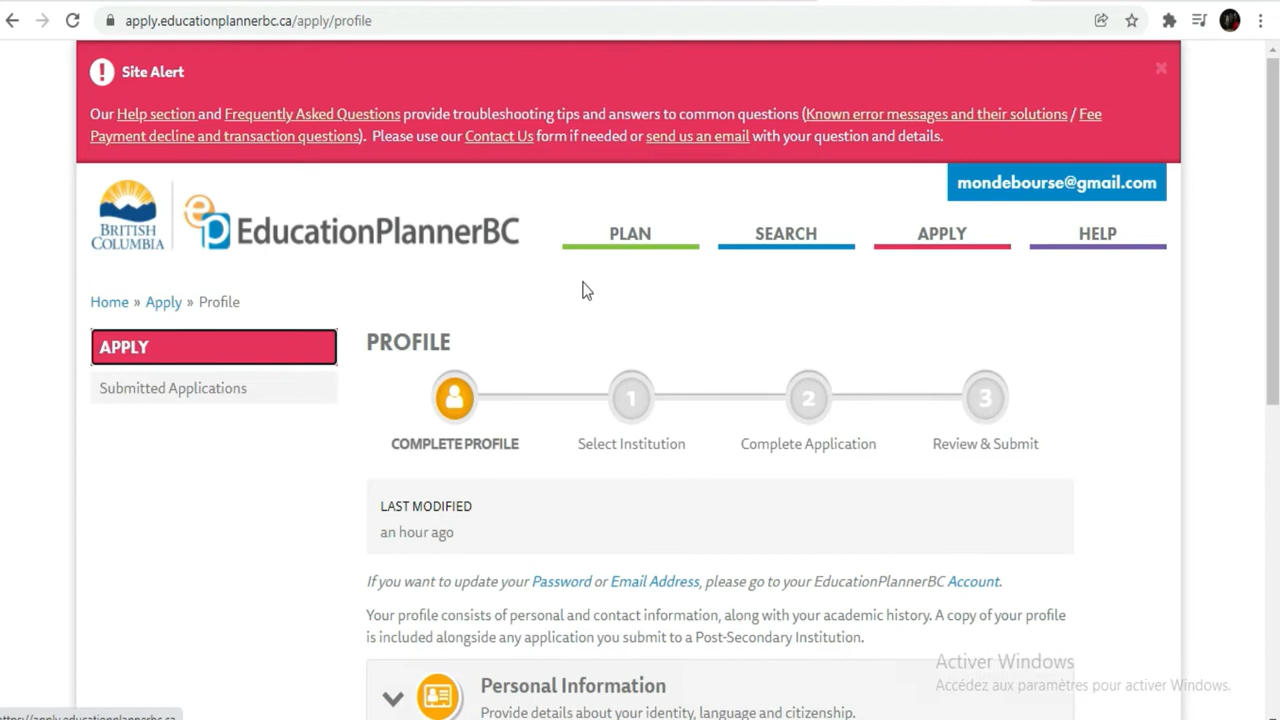 apply.educationplannerbc.ca/apply/profile
Site Alert
Our Help section and Frequently Asked Questions provide troubleshooting tips and answers to common questions (Known error messages and their solutions / Fee
Payment decline and transaction questions). Please use our Contact Us form if needed or send us an email with your question and details.
mondebourse@gmail.com
BRITISH
COLUMBIA
ep EducationPlannerBC
PLAN
SEARCH
APPLY
HELP
Home » Apply » Profile
APPLY
Submitted Applications
PROFILE
1
2
3
COMPLETE PROFILE
Select Institution
Complete Application
Review & Submit
LAST MODIFIED
an hour ago
If you want to update your Password or Email Address, please go to your EducationPlannerBC Account.
Your profile consists of personal and contact information, along with your academic history. A copy of your profile
is included alongside any application you submit to a Post-Secondary Institution.
Personal Information
Provide details about your identity, language and citizenship.
Activer Windows
Accédez aux paramètres pour activer Windows.